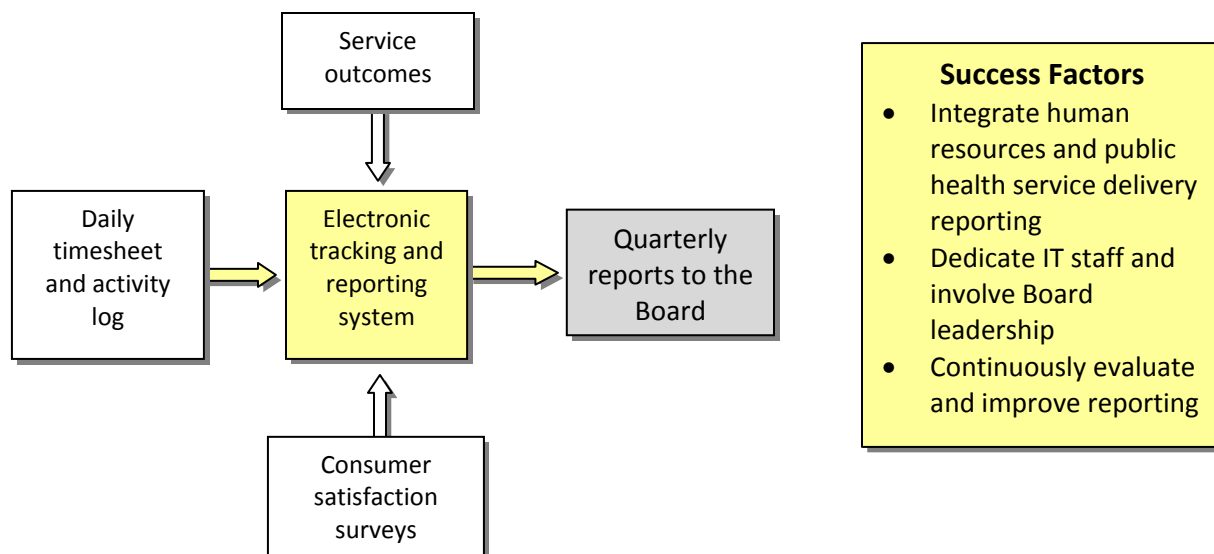 Service
outcomes
Daily
timesheet
and activity
log
Electronic
tracking and
reporting
system
Quarterly
reports to the
Board
Consumer
satisfaction
surveys
Success Factors
• Integrate human
resources and public
health service delivery
reporting
• Dedicate IT staff and
involve Board
leadership
• Continuously evaluate
and improve reporting